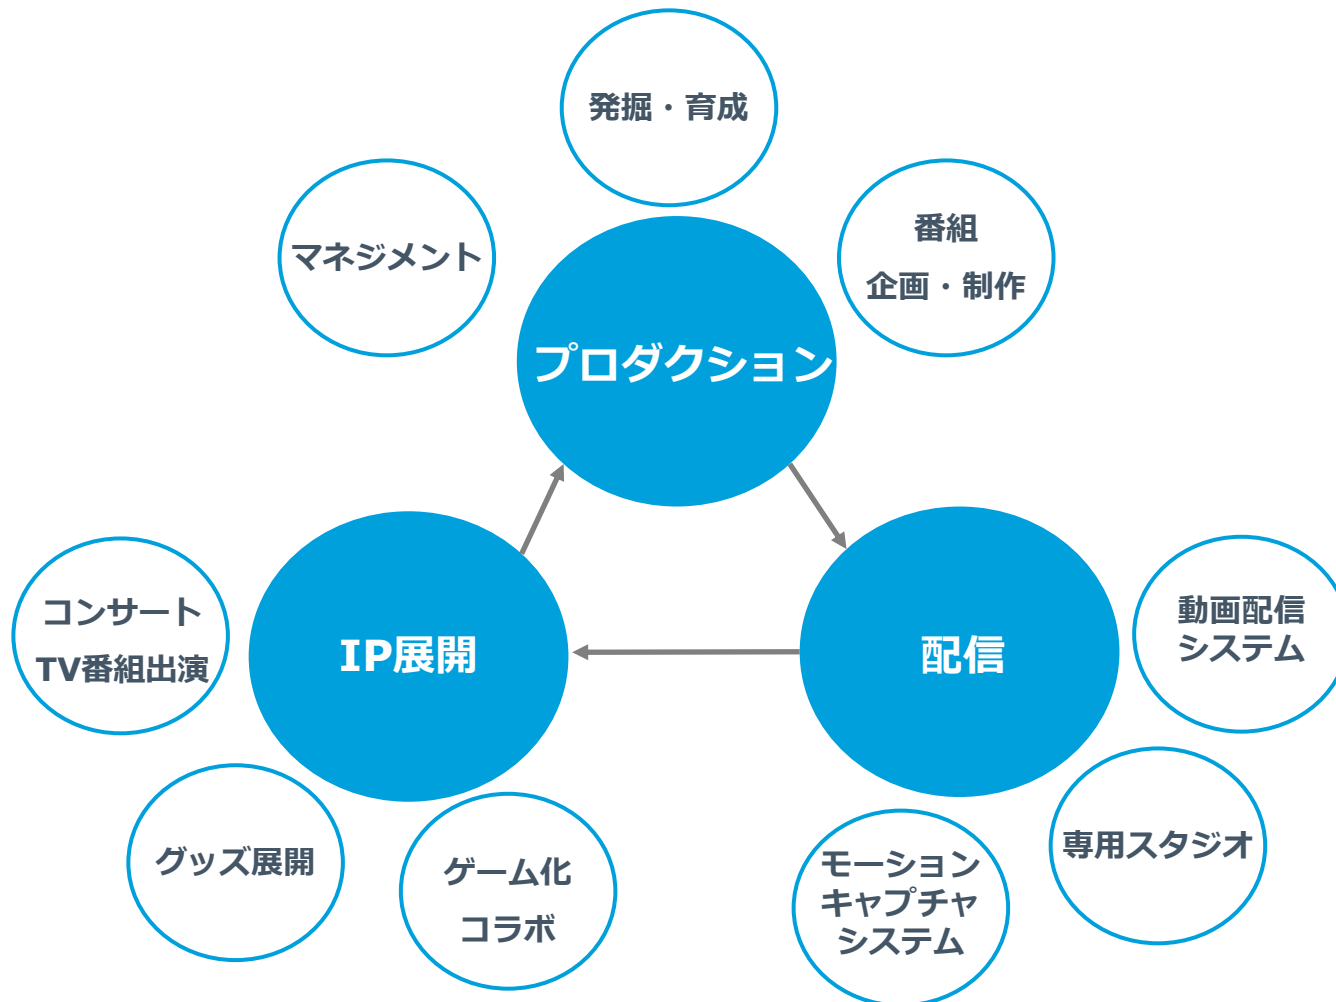 発掘・育成
マネジメント
番組
企画・制作
プロダクション
コンサート
TV番組出演
IP展開
配信
動画配信
システム
グッズ展開
ゲーム化
コラボ
モーション
キャプチャ
システム
専用スタジオ